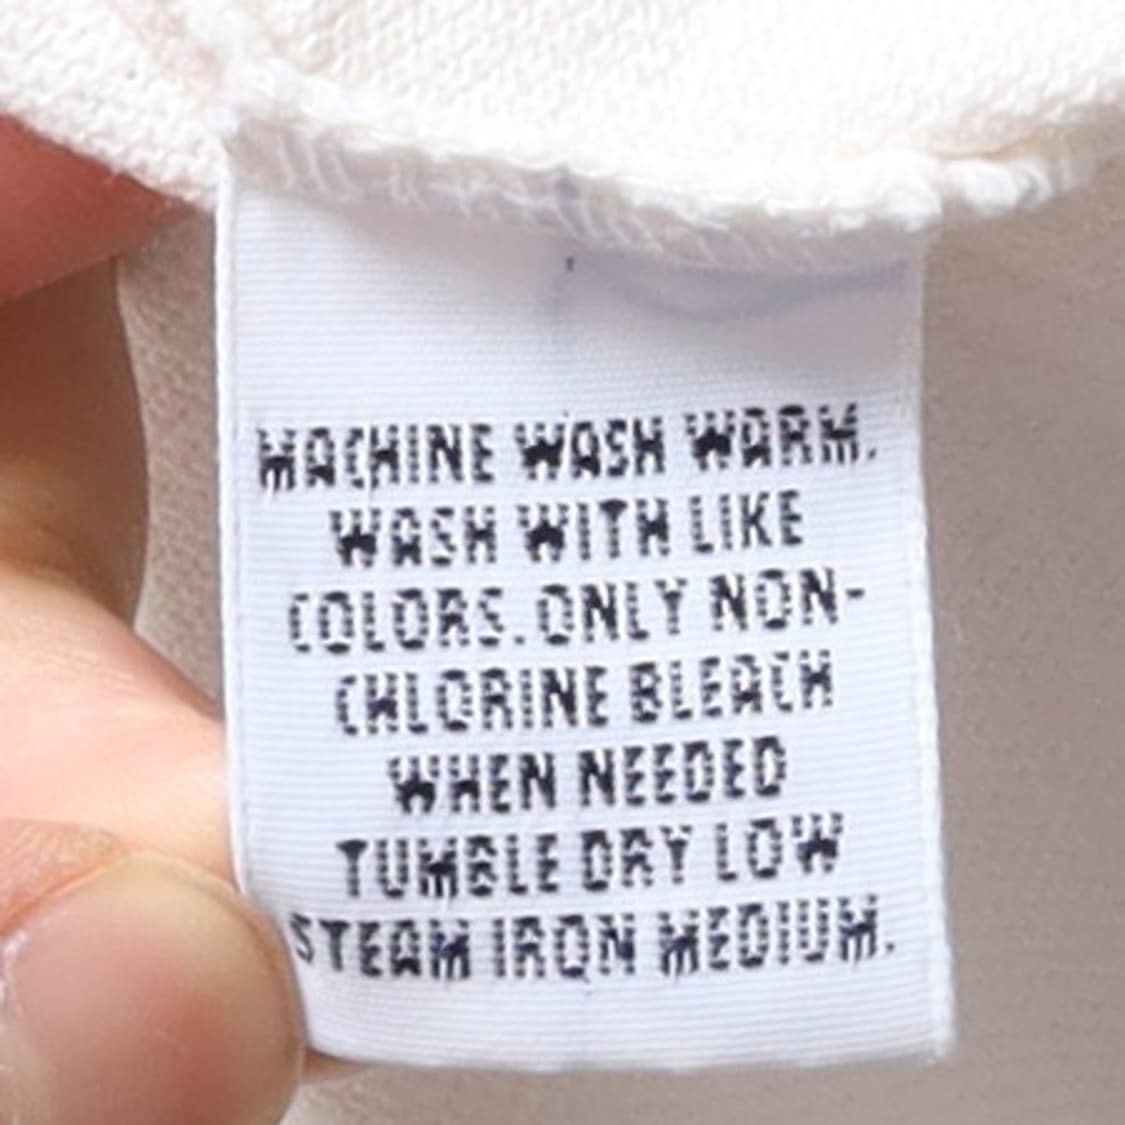 MACHINE WASH WARM.
WASH WITH LIKE
COLORS.ONLY NON-
CHLORINE BLEACH
WHEN NEEDED
TUMBLE DRY LOW
STEAM IRON MEDIUM.